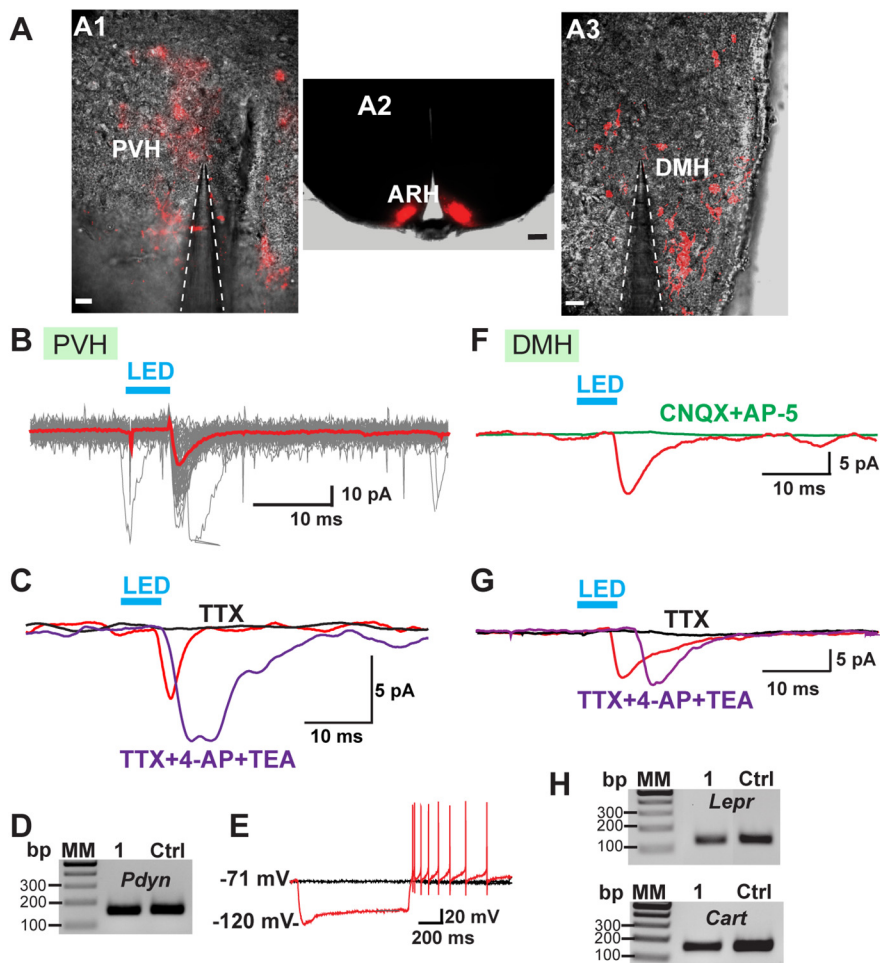 A
A1
PVH
A2
ARH
A3
DMH
B PVH
LED
10 pA
10 ms
F DMH
LED
CNQX+AP-5
5 pA
10 ms
C
LED
TTX
5 pA
10 ms
TTX+4-AP+TEA
G
LED
TTX
5 pA
10 ms
TTX+4-AP+TEA
D
bp MM 1 Ctrl
Pdyn
300
200
100
E
-71 mV
-120 mV
20 mV
200 ms
H
bp MM 1 Ctrl
Lepr
300
200
100
MM 1 Ctrl
bp
Cart
300
200
100